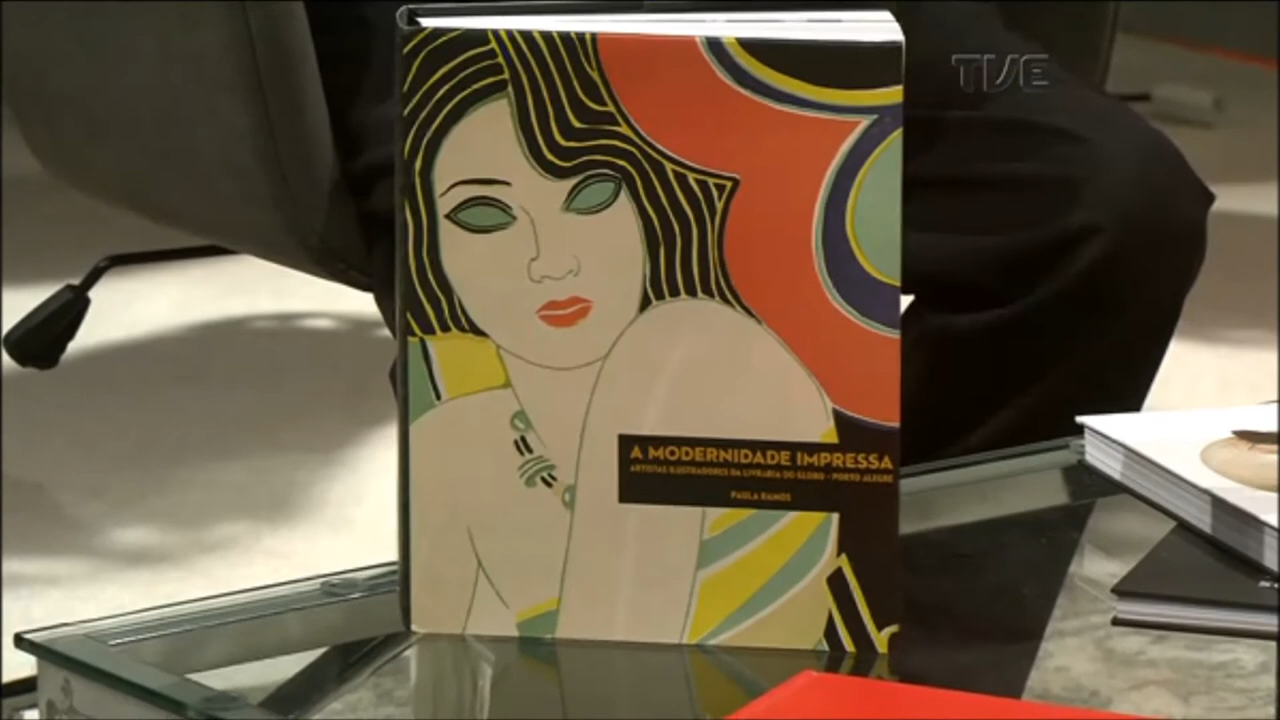 TVE
A MODERNIDADE IMPRESSA
ARTISTAS ILUSTRADORES DA LIVRARIA DO GLOBO - PORTO ALEGRE
PAULA RAMOS